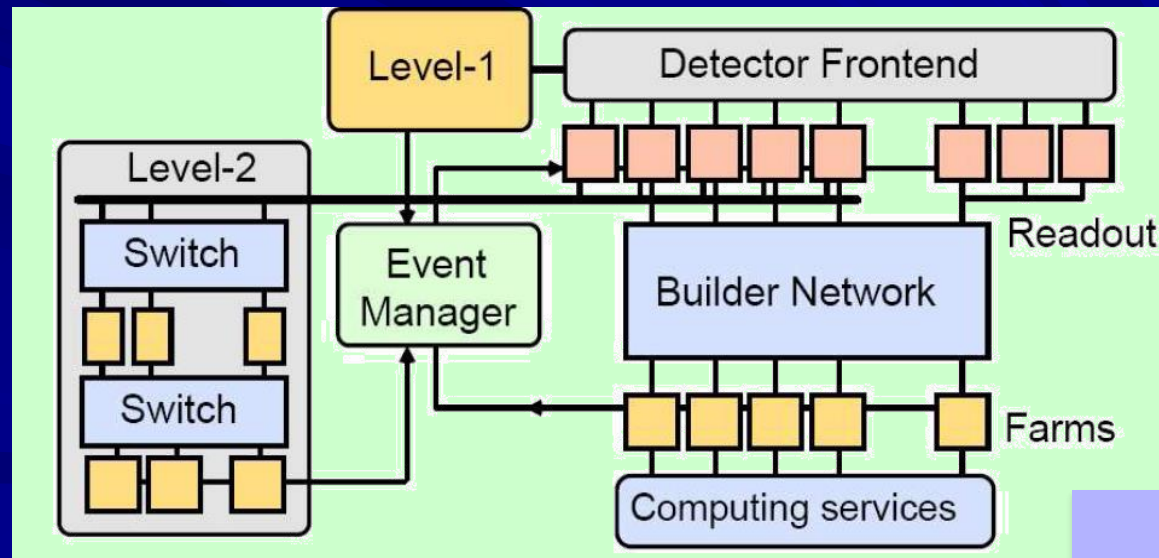 Level-1
Detector Frontend
Level-2
Readout
Switch
Event
Manager
Builder Network
Switch
Farms
Computing services